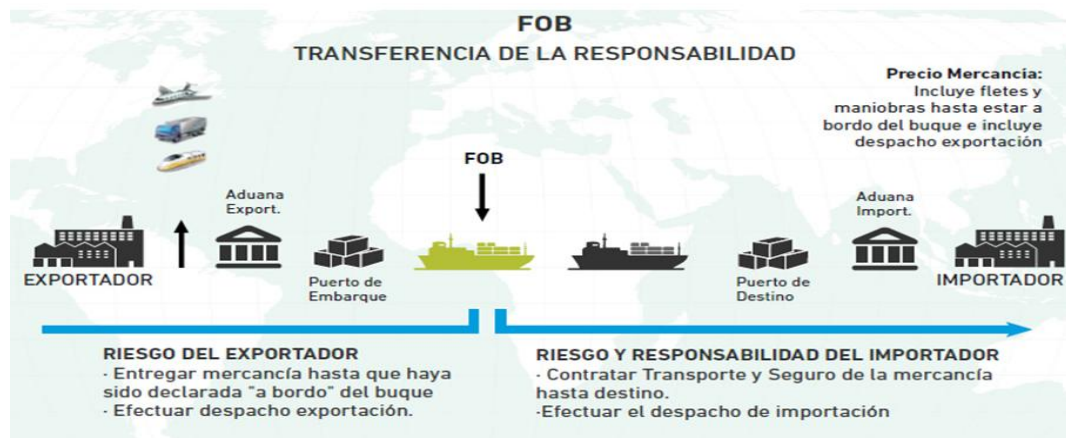 FOB
TRANSFERENCIA DE LA RESPONSABILIDAD
Precio Mercancía:
Incluye fletes y
maniobras hasta estar a
bordo del buque e incluye
despacho exportación
FOB
Aduana
Export.
Aduana
Import.
EXPORTADOR
Puerto de
Embarque
Puerto de
Destino
IMPORTADOR
RIESGO DEL EXPORTADOR
· Entregar mercancía hasta que haya
sido declarada "a bordo" del buque
· Efectuar despacho exportación.
RIESGO Y RESPONSABILIDAD DEL IMPORTADOR
· Contratar Transporte y Seguro de la mercancía
hasta destino.
·Efectuar el despacho de importación